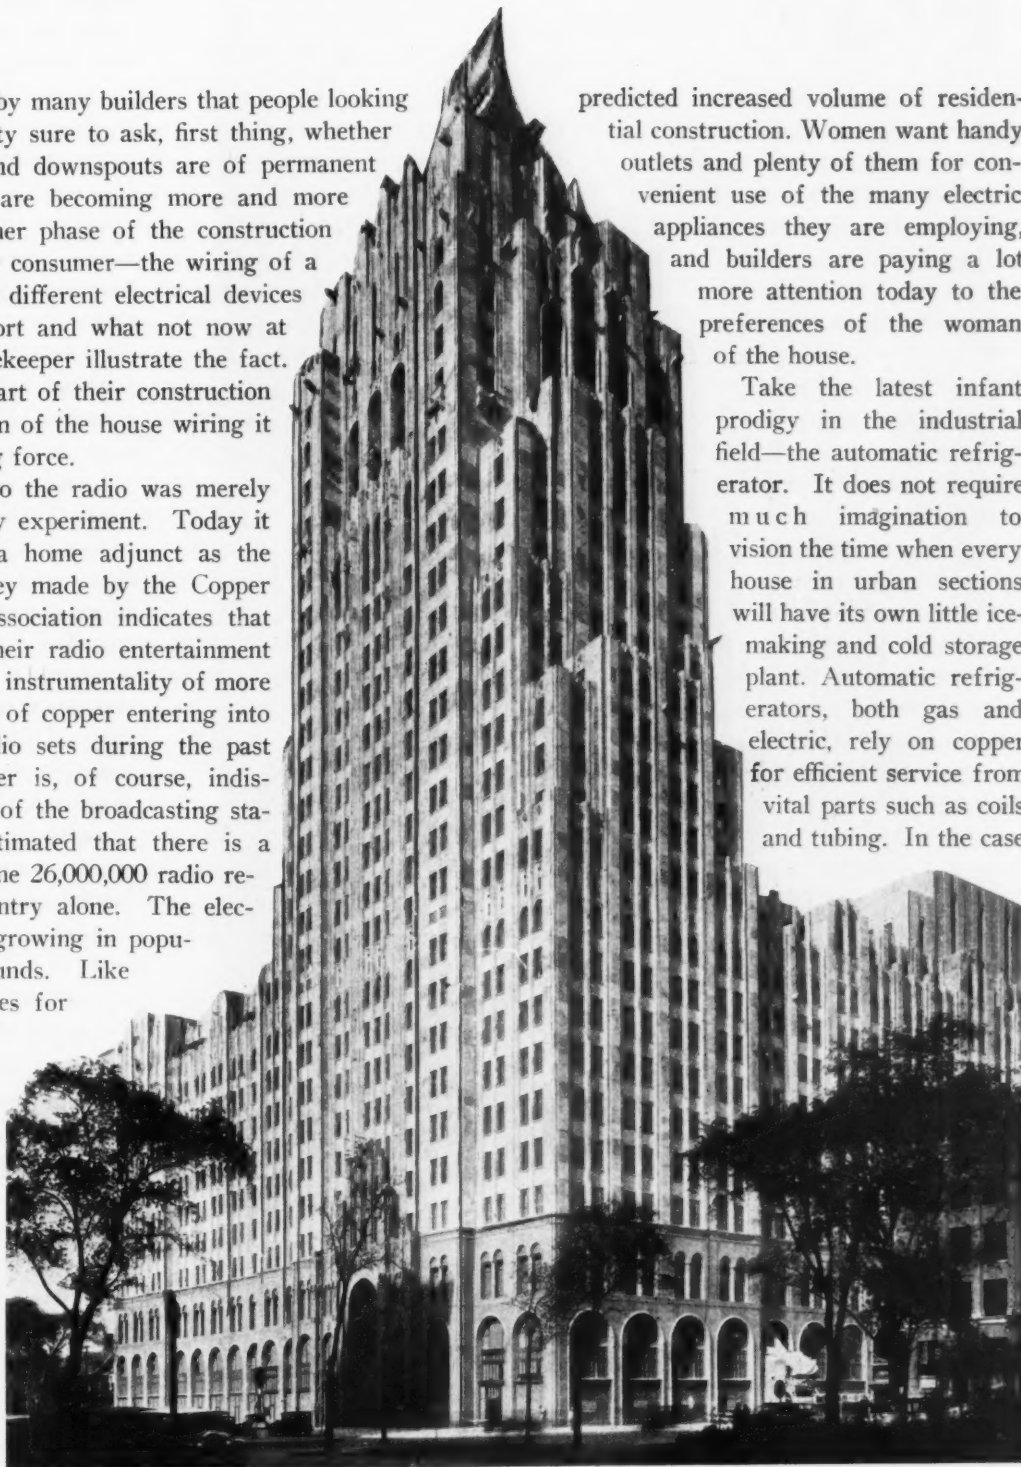 by many builders that people looking
ty sure to ask, first thing, whether
nd downspouts are of permanent
are becoming more and more
ner phase of the construction
consumer—the wiring of a
different electrical devices
ort and what not now at
ekeeper illustrate the fact.
art of their construction
n of the house wiring it
g force.
o the radio was merely
y experiment. Today it
a home adjunct as the
ey made by the Copper
ssociation indicates that
heir radio entertainment
instrumentality of more
of copper entering into
io sets during the past
er is, of course, indis-
of the broadcasting sta-
timated that there is a
ne 26,000,000 radio re-
ntry alone. The elec-
growing in popu-
unds. Like
es for
predicted increased volume of residen-
tial construction. Women want handy
outlets and plenty of them for con-
venient use of the many electric
appliances they are employing,
and builders are paying a lot
more attention today to the
preferences of the woman
of the house.
Take the latest infant
prodigy in the industrial
field—the automatic refrig-
erator. It does not require
much imagination to
vision the time when every
house in urban sections
will have its own little ice-
making and cold storage
plant. Automatic refrig-
erators, both gas and
electric, rely on copper
for efficient service from
vital parts such as coils
and tubing. In the case